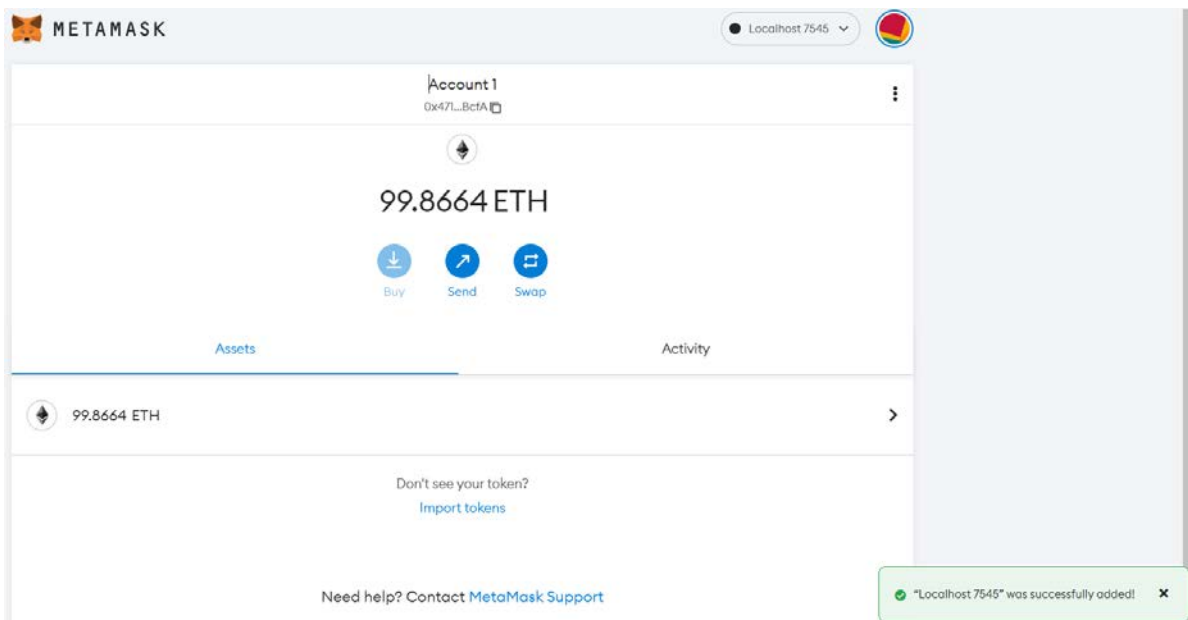 METAMASK
Localhost 7545
Account 1
0x471...BcfA
99.8664 ETH
Buy Send Swap
Assets Activity
99.8664 ETH
Don't see your token?
Import tokens
Need help? Contact MetaMask Support
"Localhost 7545" was successfully added!